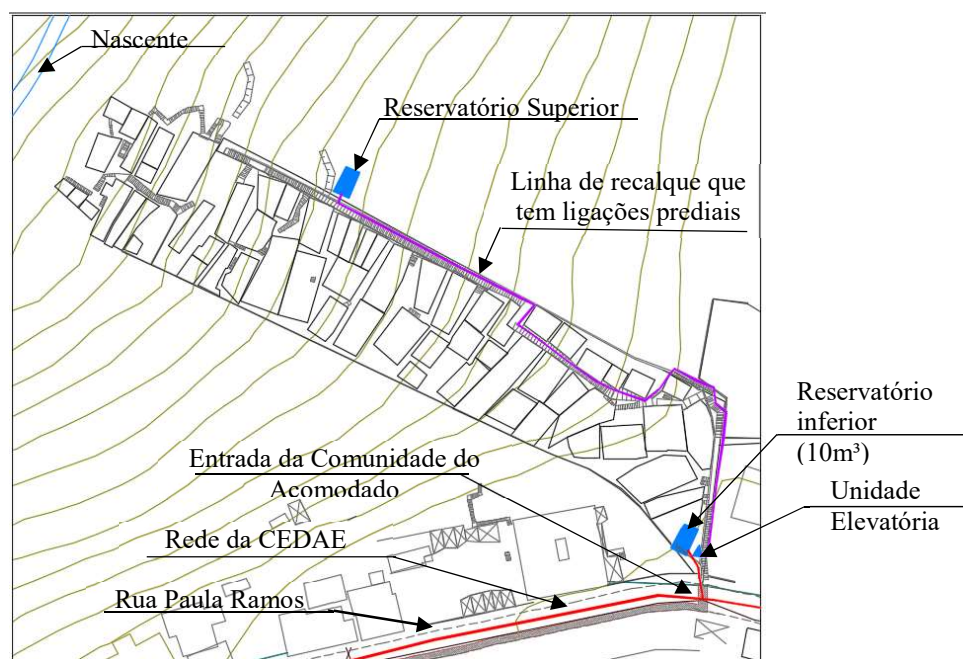 Nascente
Reservatório Superior
Linha de recalque que
tem ligações prediais
Reservatório
inferior
(10m³)
Entrada da Comunidade do
Acomodado
Unidade
Elevatória
Rede da CEDAE
Rua Paula Ramos